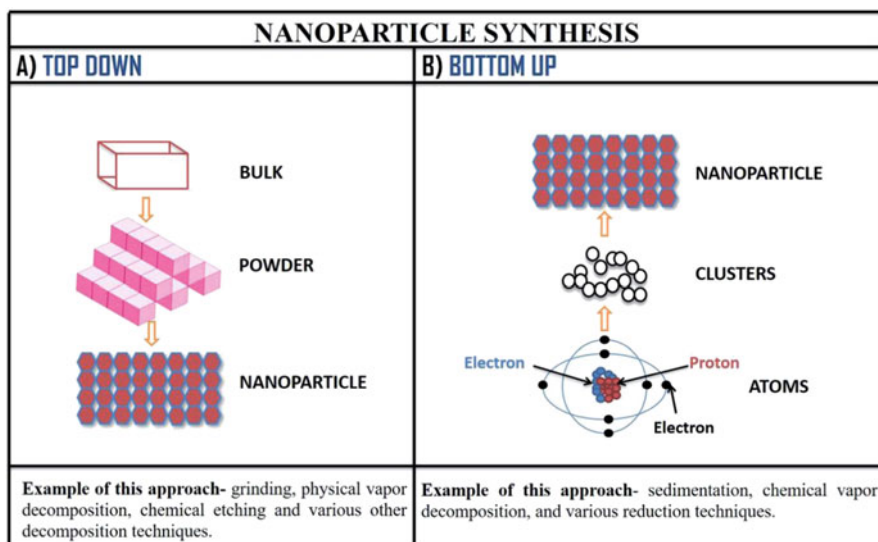 NANOPARTICLE SYNTHESIS
A) TOP DOWN
B) BOTTOM UP
BULK
POWDER
NANOPARTICLE
NANOPARTICLE
CLUSTERS
Electron
Proton
ATOMS
Electron
Example of this approach- grinding, physical vapor
decomposition, chemical etching and various other
decomposition techniques.
Example of this approach- sedimentation, chemical vapor
decomposition, and various reduction techniques.